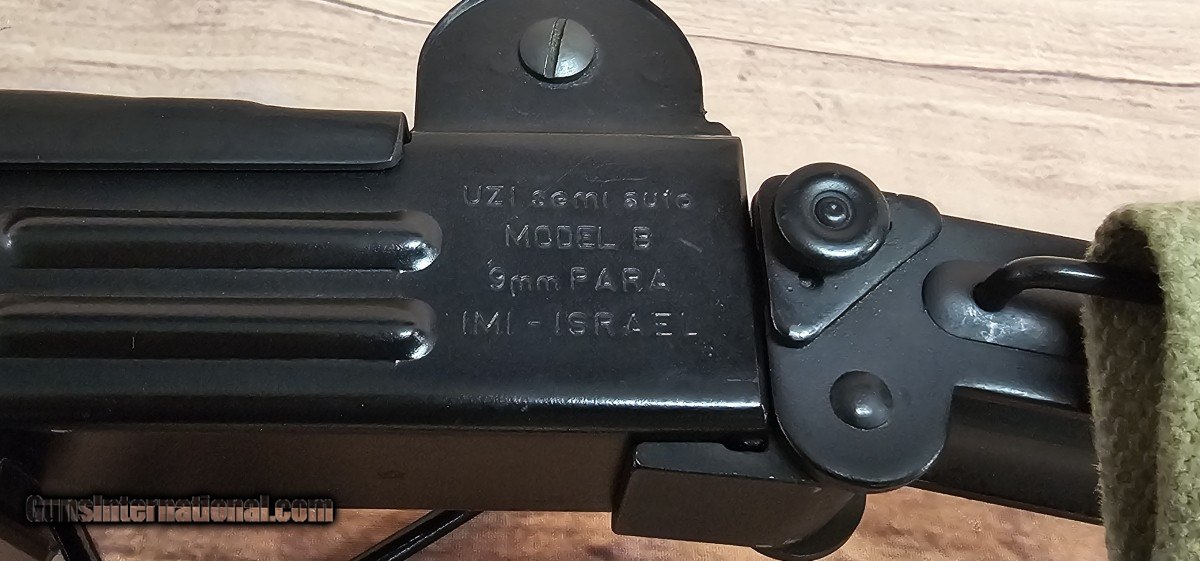 UZI semi auto
MODEL B
9mm PARA
IMI - ISRAEL
GunsInternational.com